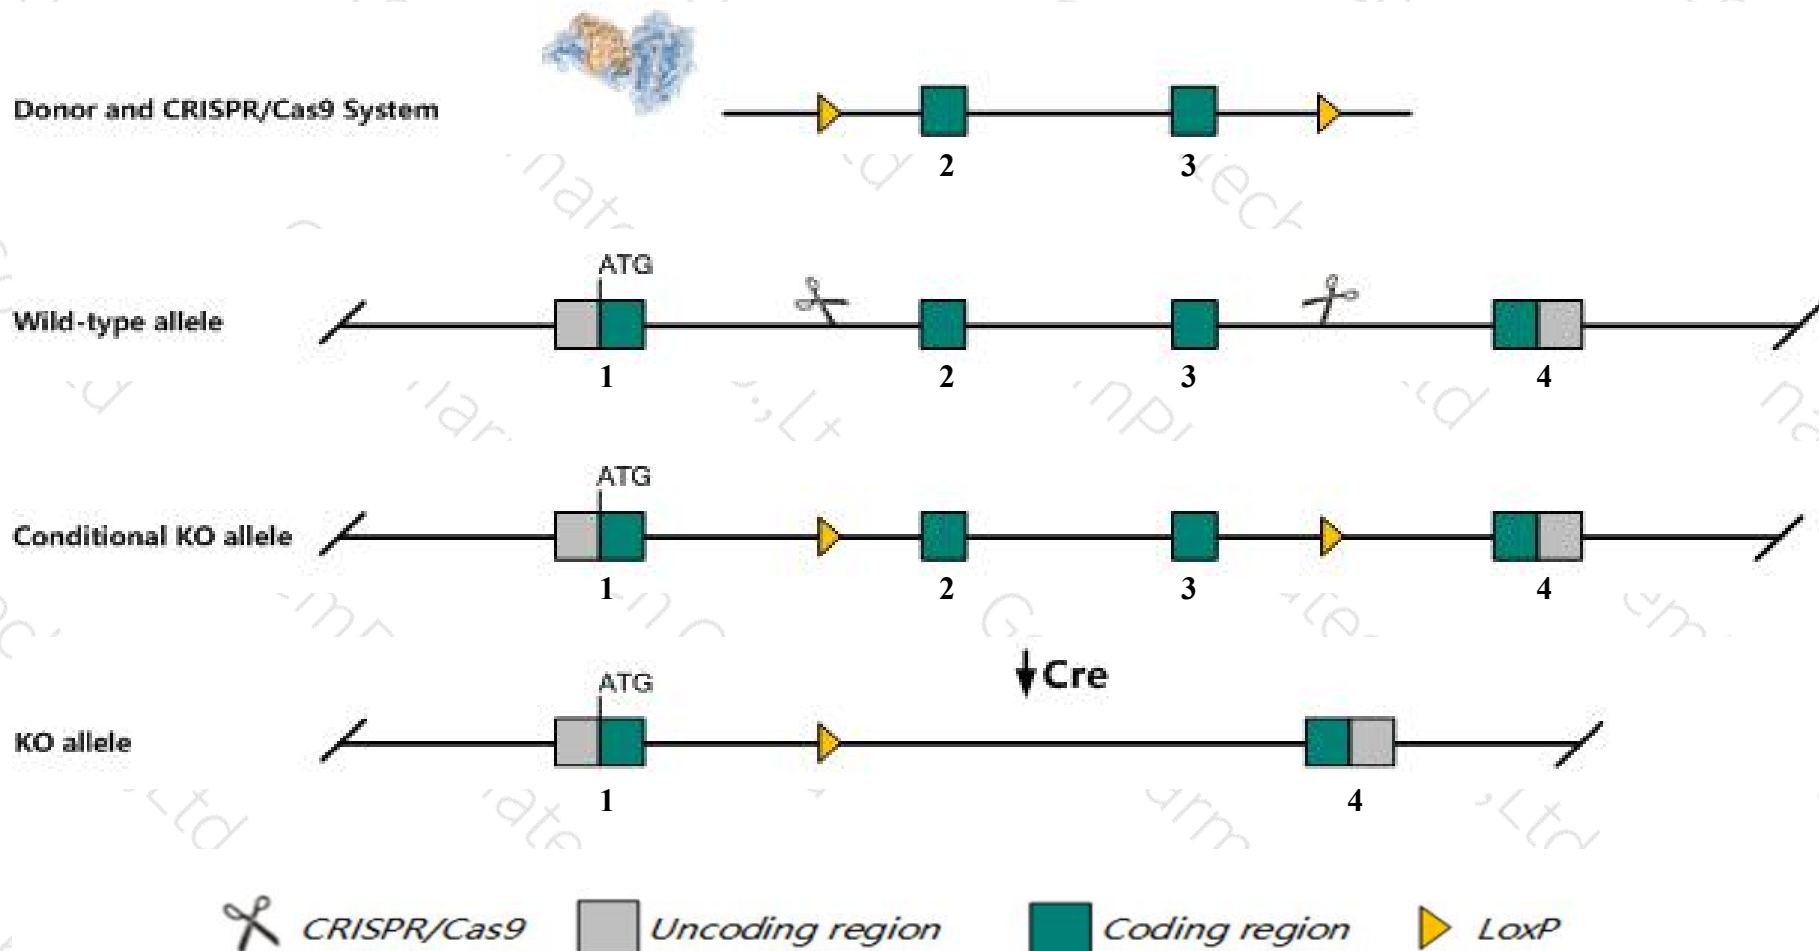 Donor and CRISPR/Cas9 System
2 3
ATG
Wild-type allele
1 2 3 4
ATG
Conditional KO allele
1 2 3 4
Cre
ATG
KO allele
1 4
CRISPR/Cas9 Uncoding region Coding region LoxP